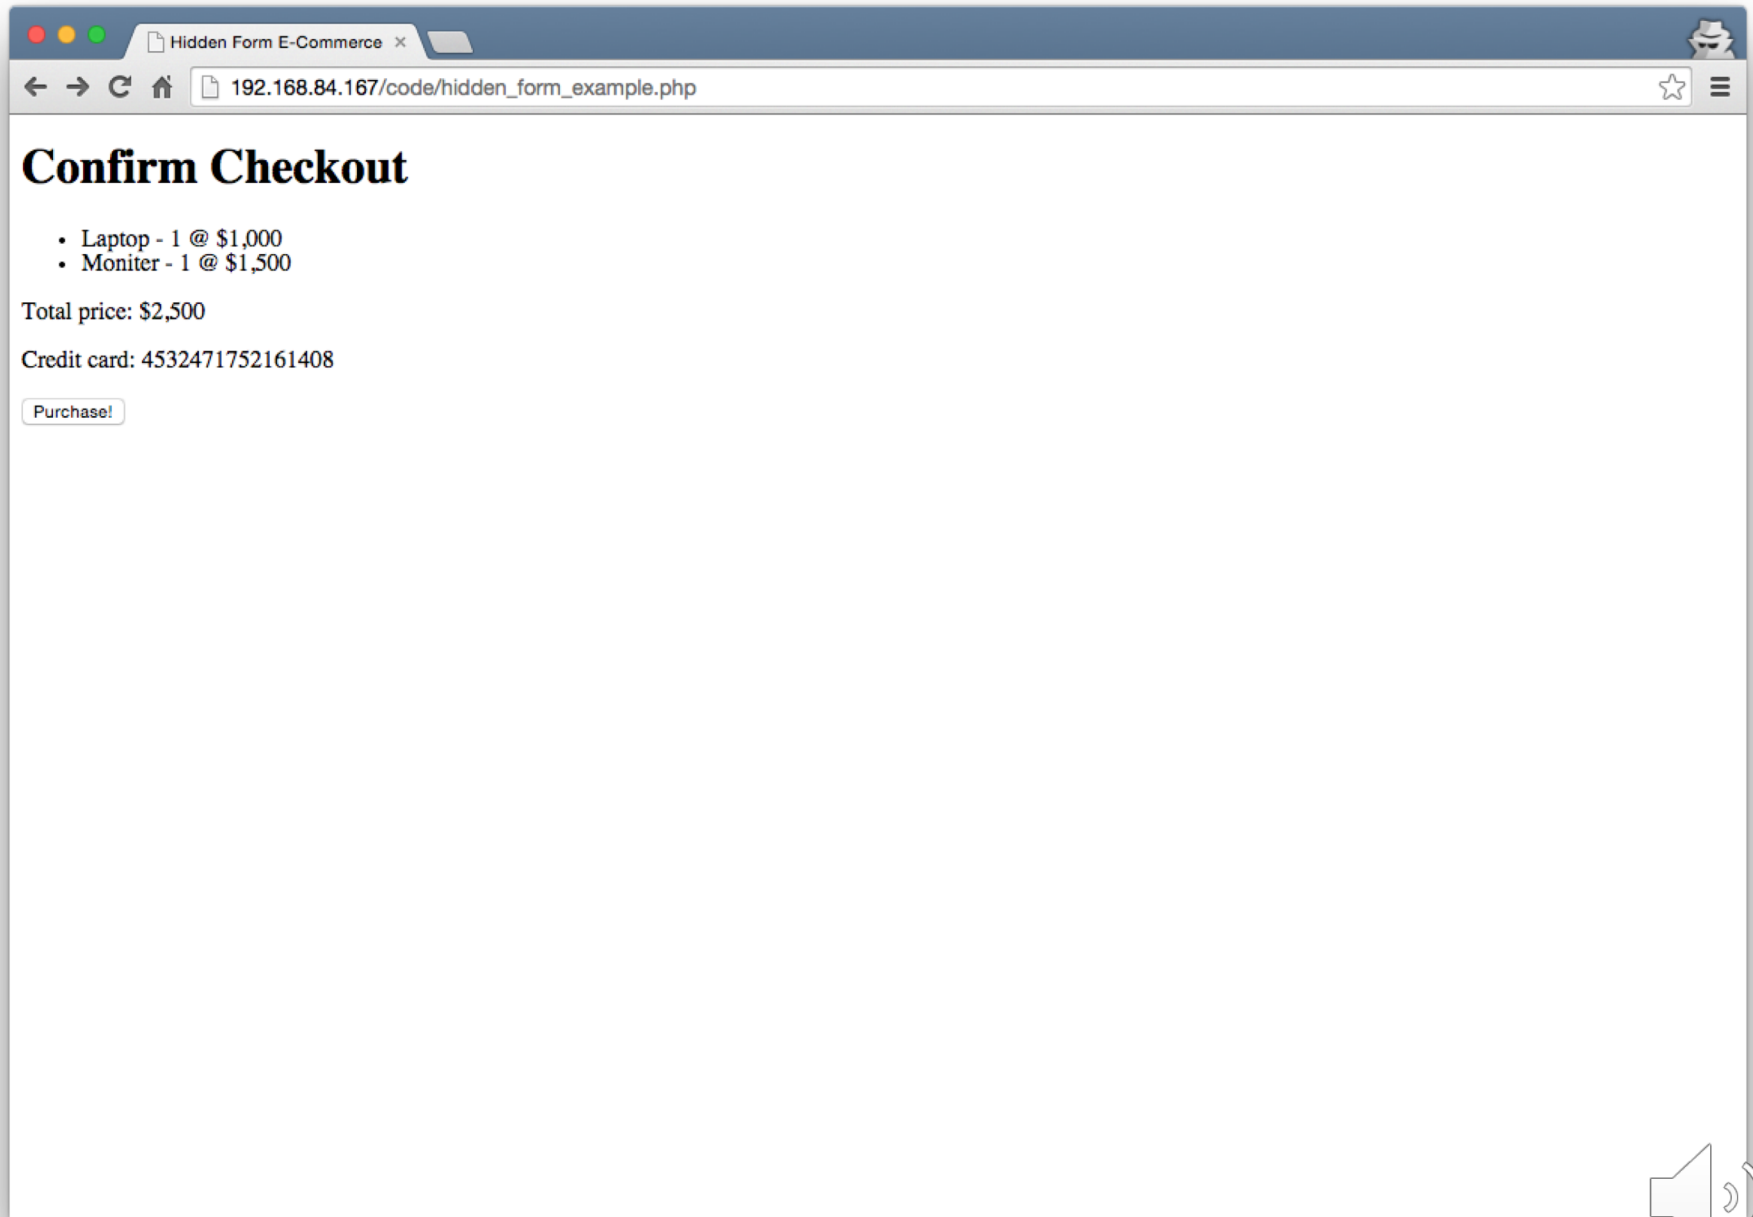 Hidden Form E-Commerce
192.168.84.167/code/hidden_form_example.php
Confirm Checkout
• Laptop - 1 @ $1,000
• Moniter - 1 @ $1,500
Total price: $2,500
Credit card: 4532471752161408
Purchase!